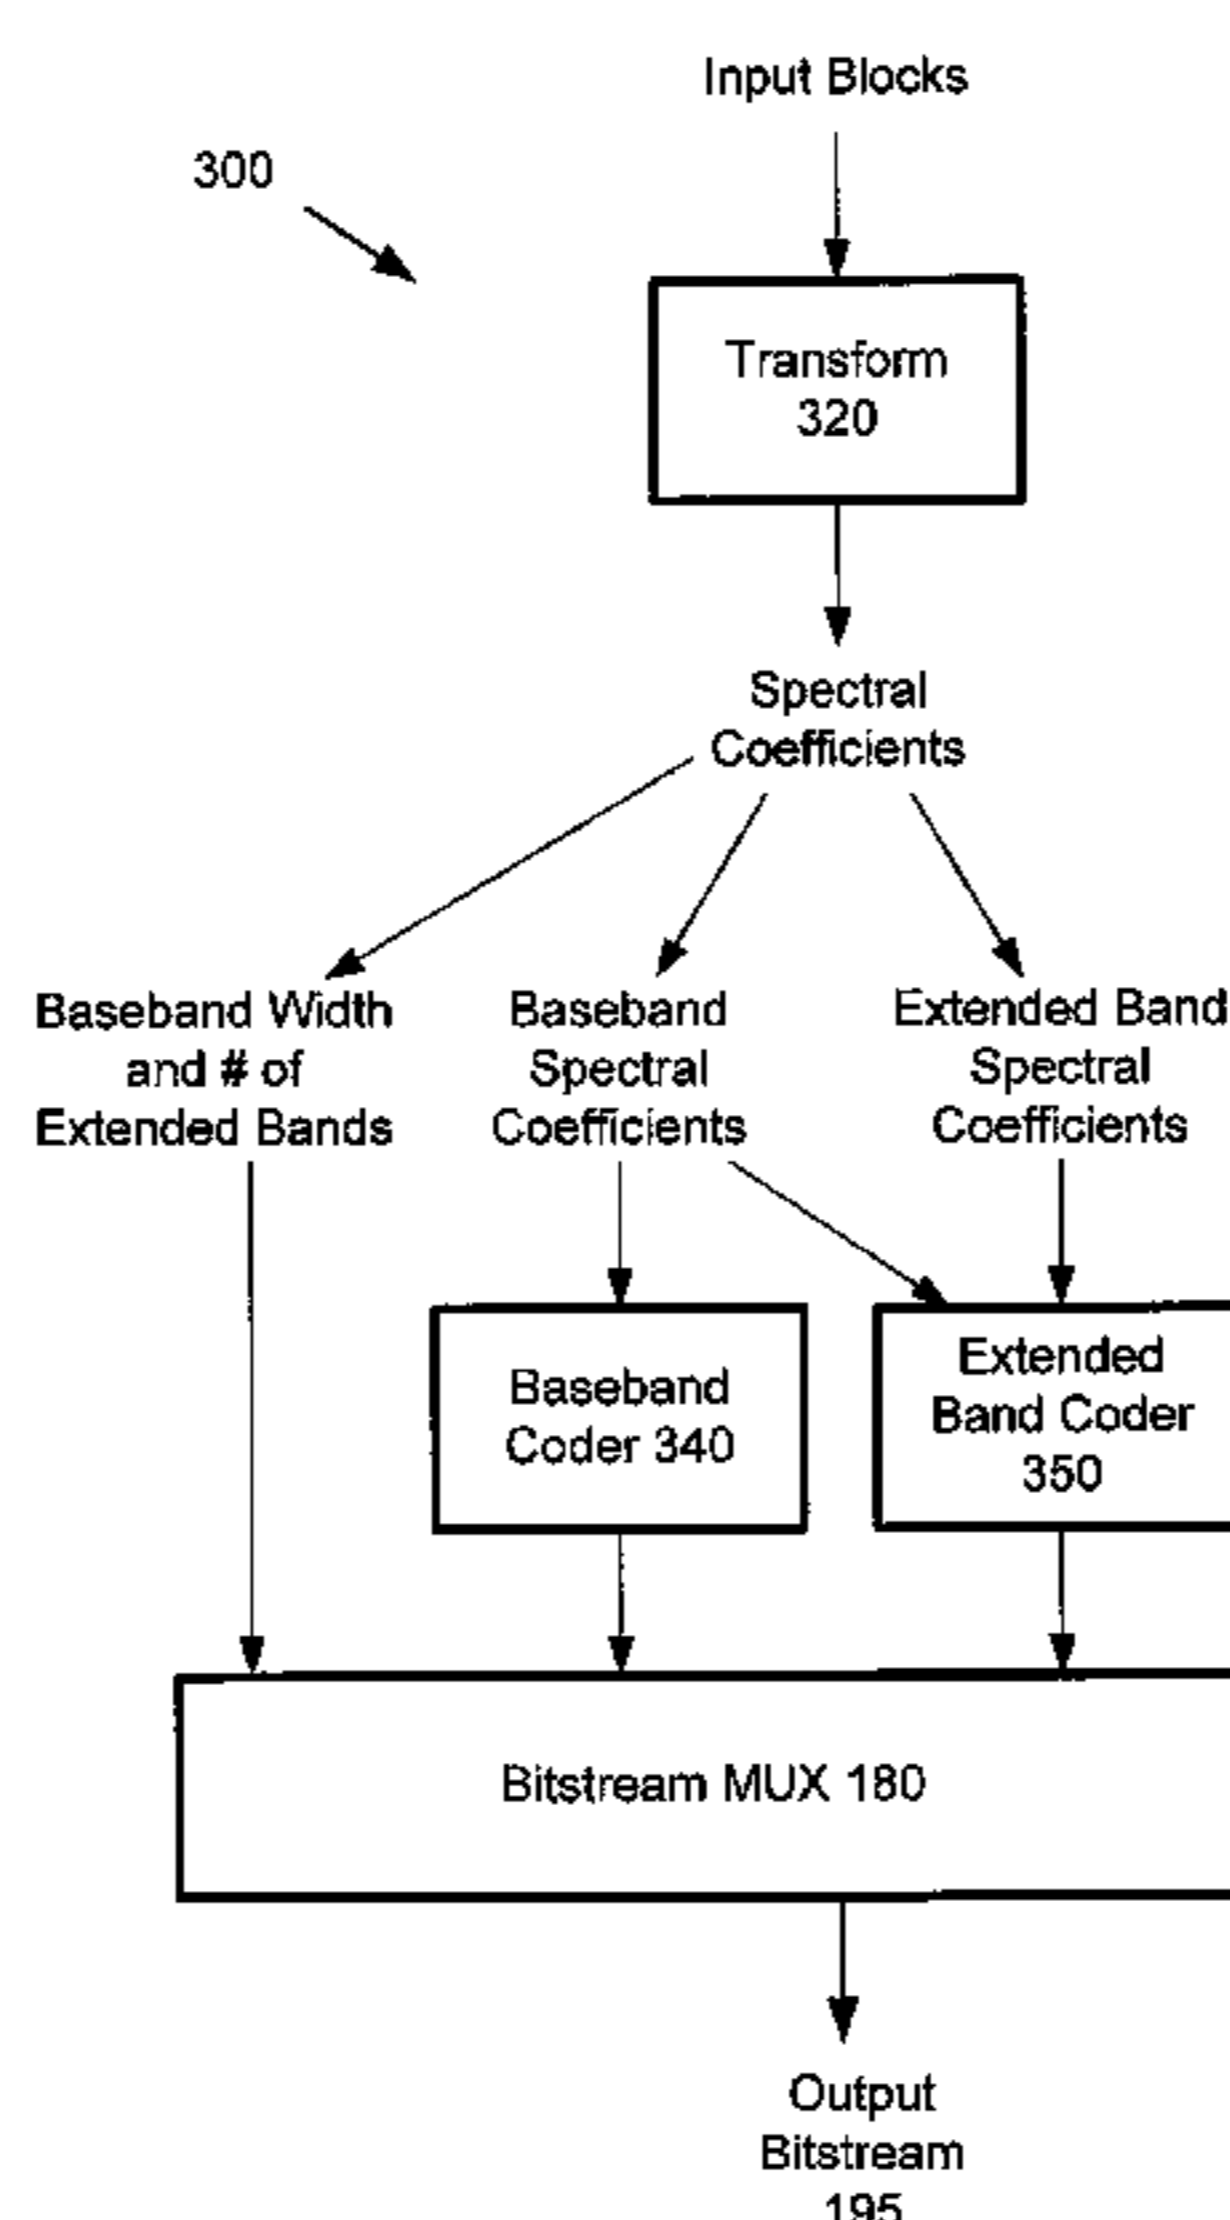 Input Blocks
300
Transform
320
Spectral
Coefficients
Baseband Width
and # of
Extended Bands
Baseband
Spectral
Coefficients
Extended Band
Spectral
Coefficients
Baseband
Coder 340
Extended
Band Coder
350
Bitstream MUX 180
Output
Bitstream
195